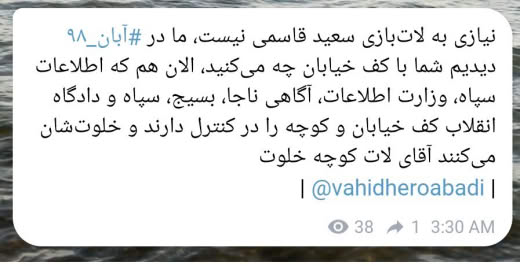 نیازی به لات‌بازی سعید قاسمی نیست، ما در #آبان_۹۸
دیدیم شما با کف خیابان چه می‌کنید، الان هم که اطلاعات
سپاه، وزارت اطلاعات، آگاهی ناجا، بسیج، سپاه و دادگاه
انقلاب کف خیابان و کوچه را در کنترل دارند و خلوت‌شان
می‌کنند آقای لات کوچه خلوت
| @vahidheroabadi |
38 1 3:30 AM